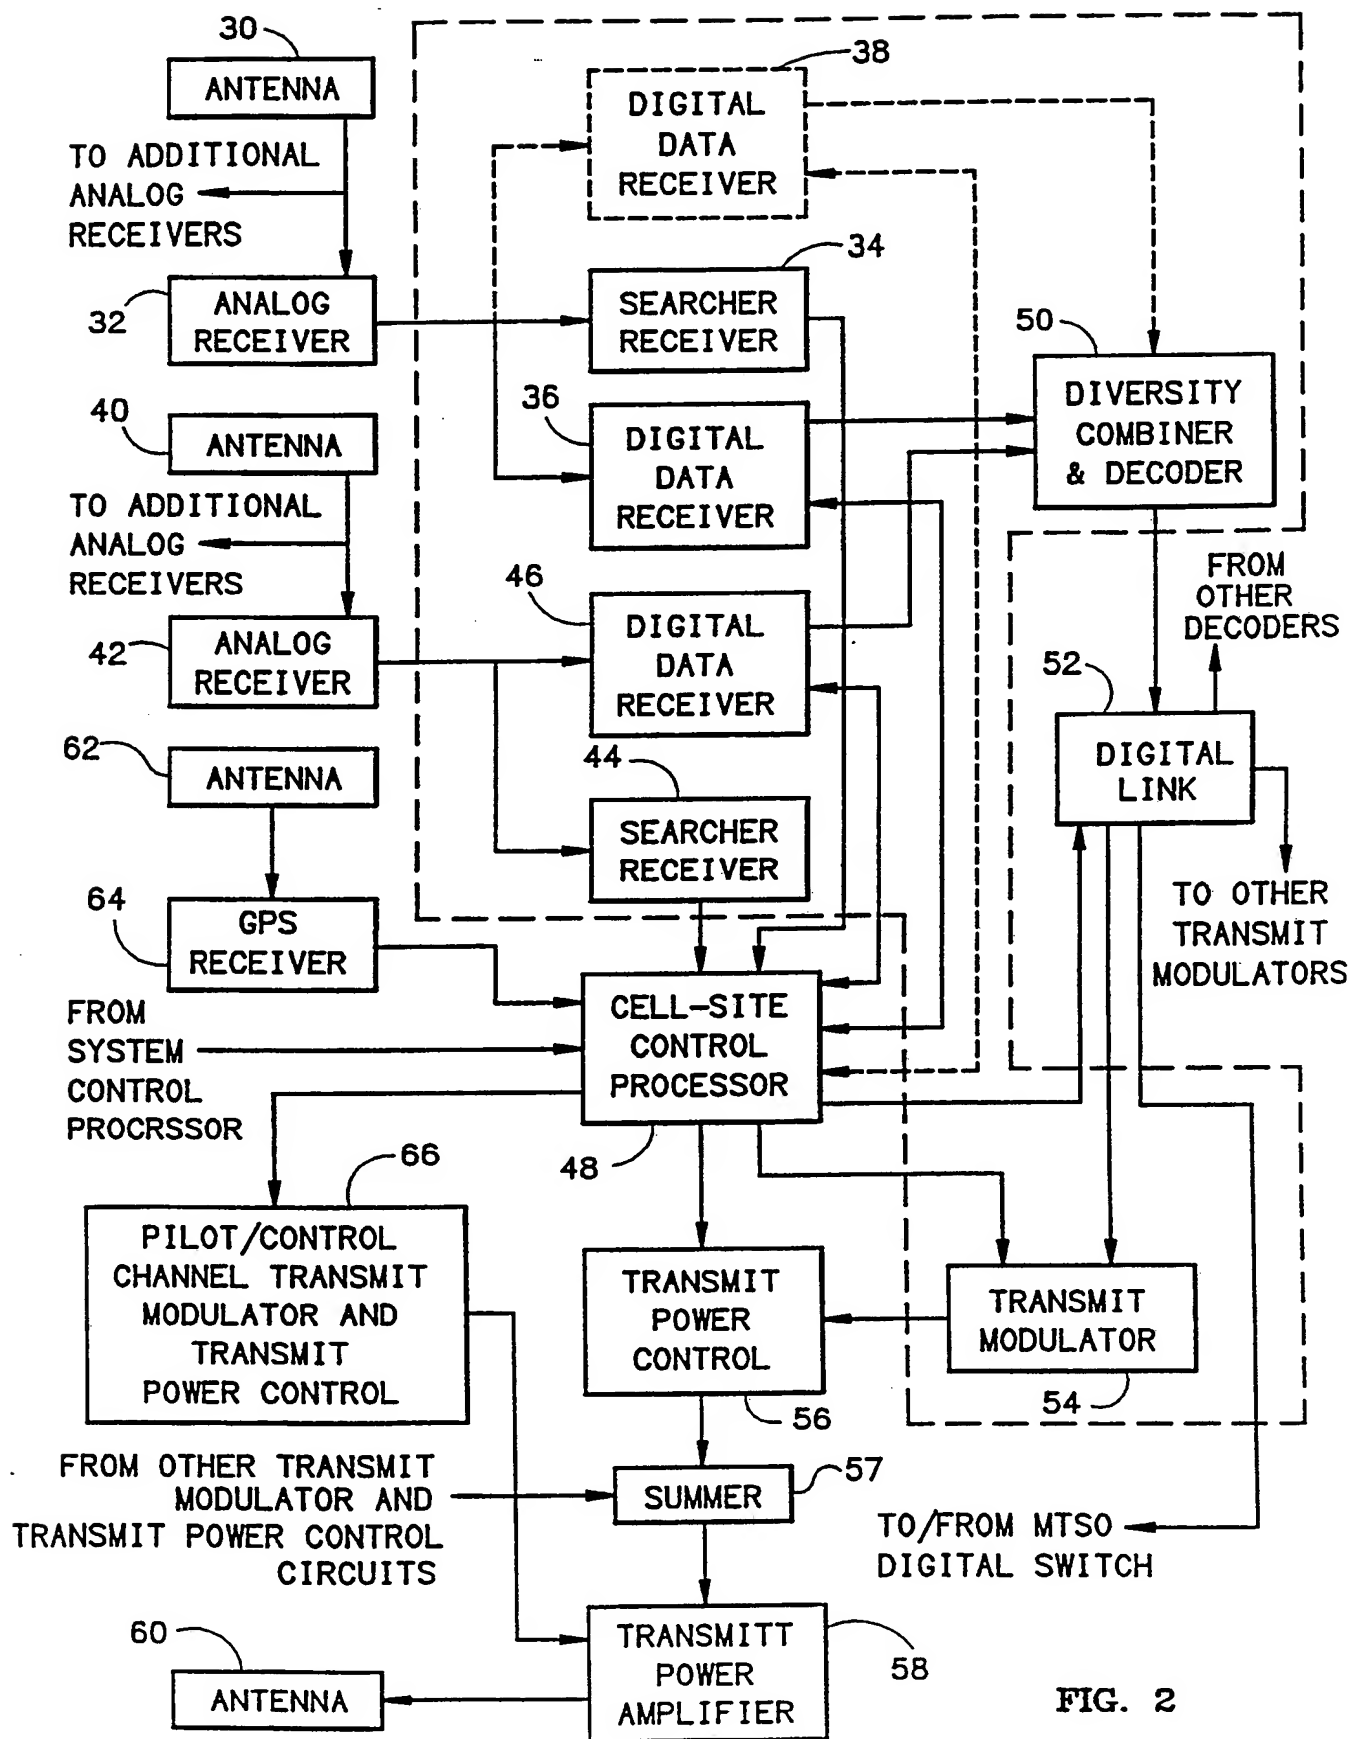 30
ANTENNA
TO ADDITIONAL
ANALOG
RECEIVERS
32
ANALOG
RECEIVER
40
ANTENNA
TO ADDITIONAL
ANALOG
RECEIVERS
42
ANALOG
RECEIVER
62
ANTENNA
64
GPS
RECEIVER
FROM
SYSTEM
CONTROL
PROCRSSOR
38
DIGITAL
DATA
RECEIVER
34
SEARCHER
RECEIVER
36
DIGITAL
DATA
RECEIVER
46
DIGITAL
DATA
RECEIVER
44
SEARCHER
RECEIVER
50
DIVERSITY
COMBINER
& DECODER
FROM
OTHER
DECODERS
52
DIGITAL
LINK
TO OTHER
TRANSMIT
MODULATORS
CELL-SITE
CONTROL
PROCESSOR
48
66
PILOT/CONTROL
CHANNEL TRANSMIT
MODULATOR AND
TRANSMIT
POWER CONTROL
TRANSMIT
POWER
CONTROL
56
TRANSMIT
MODULATOR
54
FROM OTHER TRANSMIT
MODULATOR AND
TRANSMIT POWER CONTROL
CIRCUITS
57
SUMMER
TO/FROM MTSO
DIGITAL SWITCH
60
ANTENNA
TRANSMITT
POWER
AMPLIFIER
58
FIG. 2